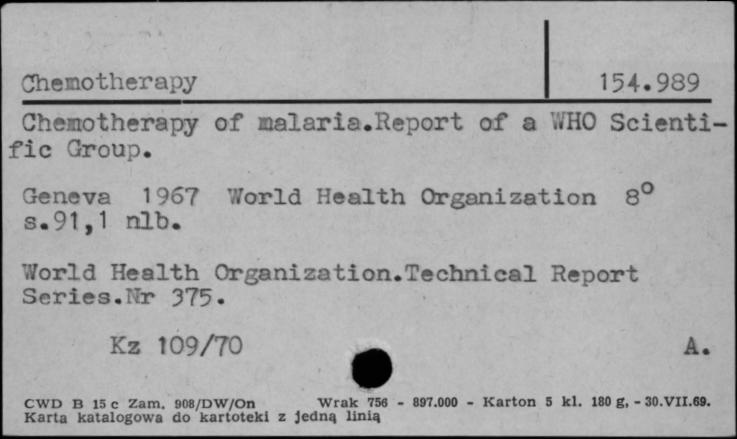 Chemotherapy 154.989
Chemotherapy of malaria.Report of a WHO Scienti-
fic Group.
Geneva 1967 World Health Organization 8°
s.91,1 nlb.
World Health Organization.Technical Report
Series.Nr 375.
Kz 109/70 A.
CWD B 15 c Zam. 908/DW/On Wrak 756 - 897.000 - Karton 5 kl. 180 g. - 30.VII.69.
Karta katalogowa do kartoteki z jedną linią